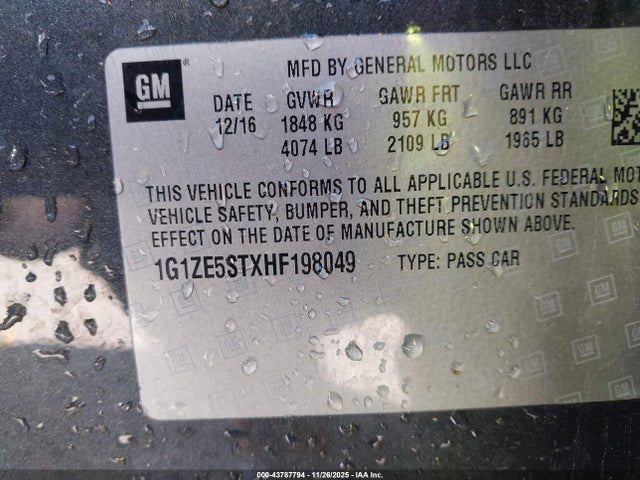 GM
®
MFD BY GENERAL MOTORS LLC
DATE GVWR GAWR FRT GAWR RR
12/16 1848 KG 957 KG 891 KG
4074 LB 2109 LB 1965 LB
THIS VEHICLE CONFORMS TO ALL APPLICABLE U.S. FEDERAL MOT
VEHICLE SAFETY, BUMPER, AND THEFT PREVENTION STANDARDS
EFFECT ON THE DATE OF MANUFACTURE SHOWN ABOVE.
1G1ZE5STXHF198049 TYPE: PASS CAR
000-43787794 11/26/2025 IAAI.COM